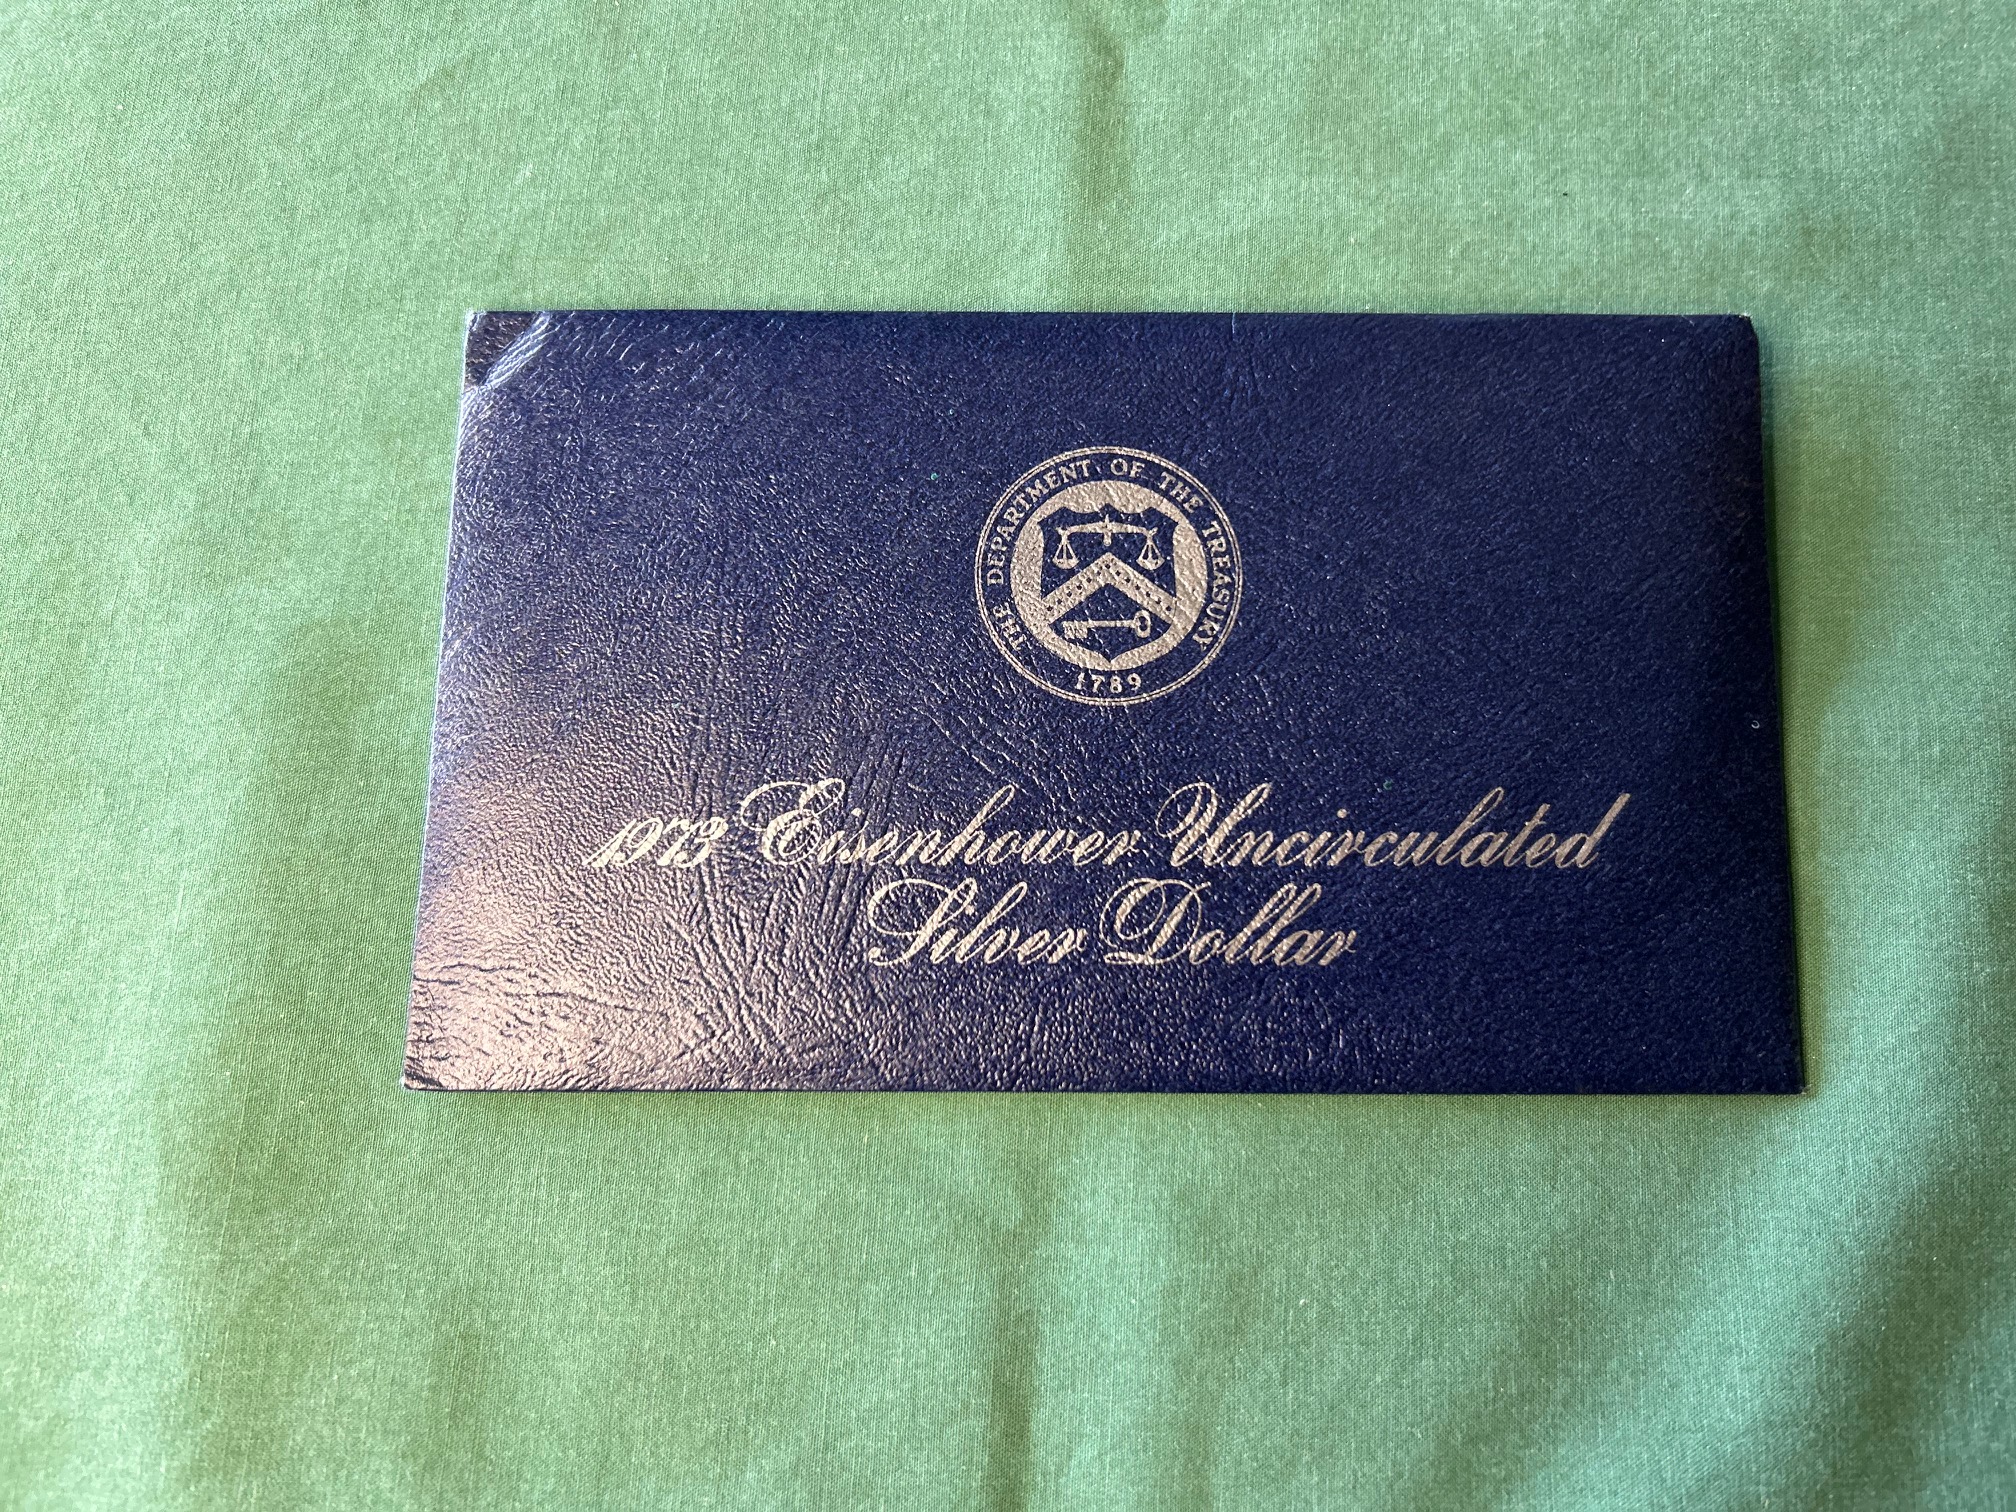 THE DEPARTMENT OF THE TREASURY
1789
1973 Eisenhower Uncirculated
Silver Dollar